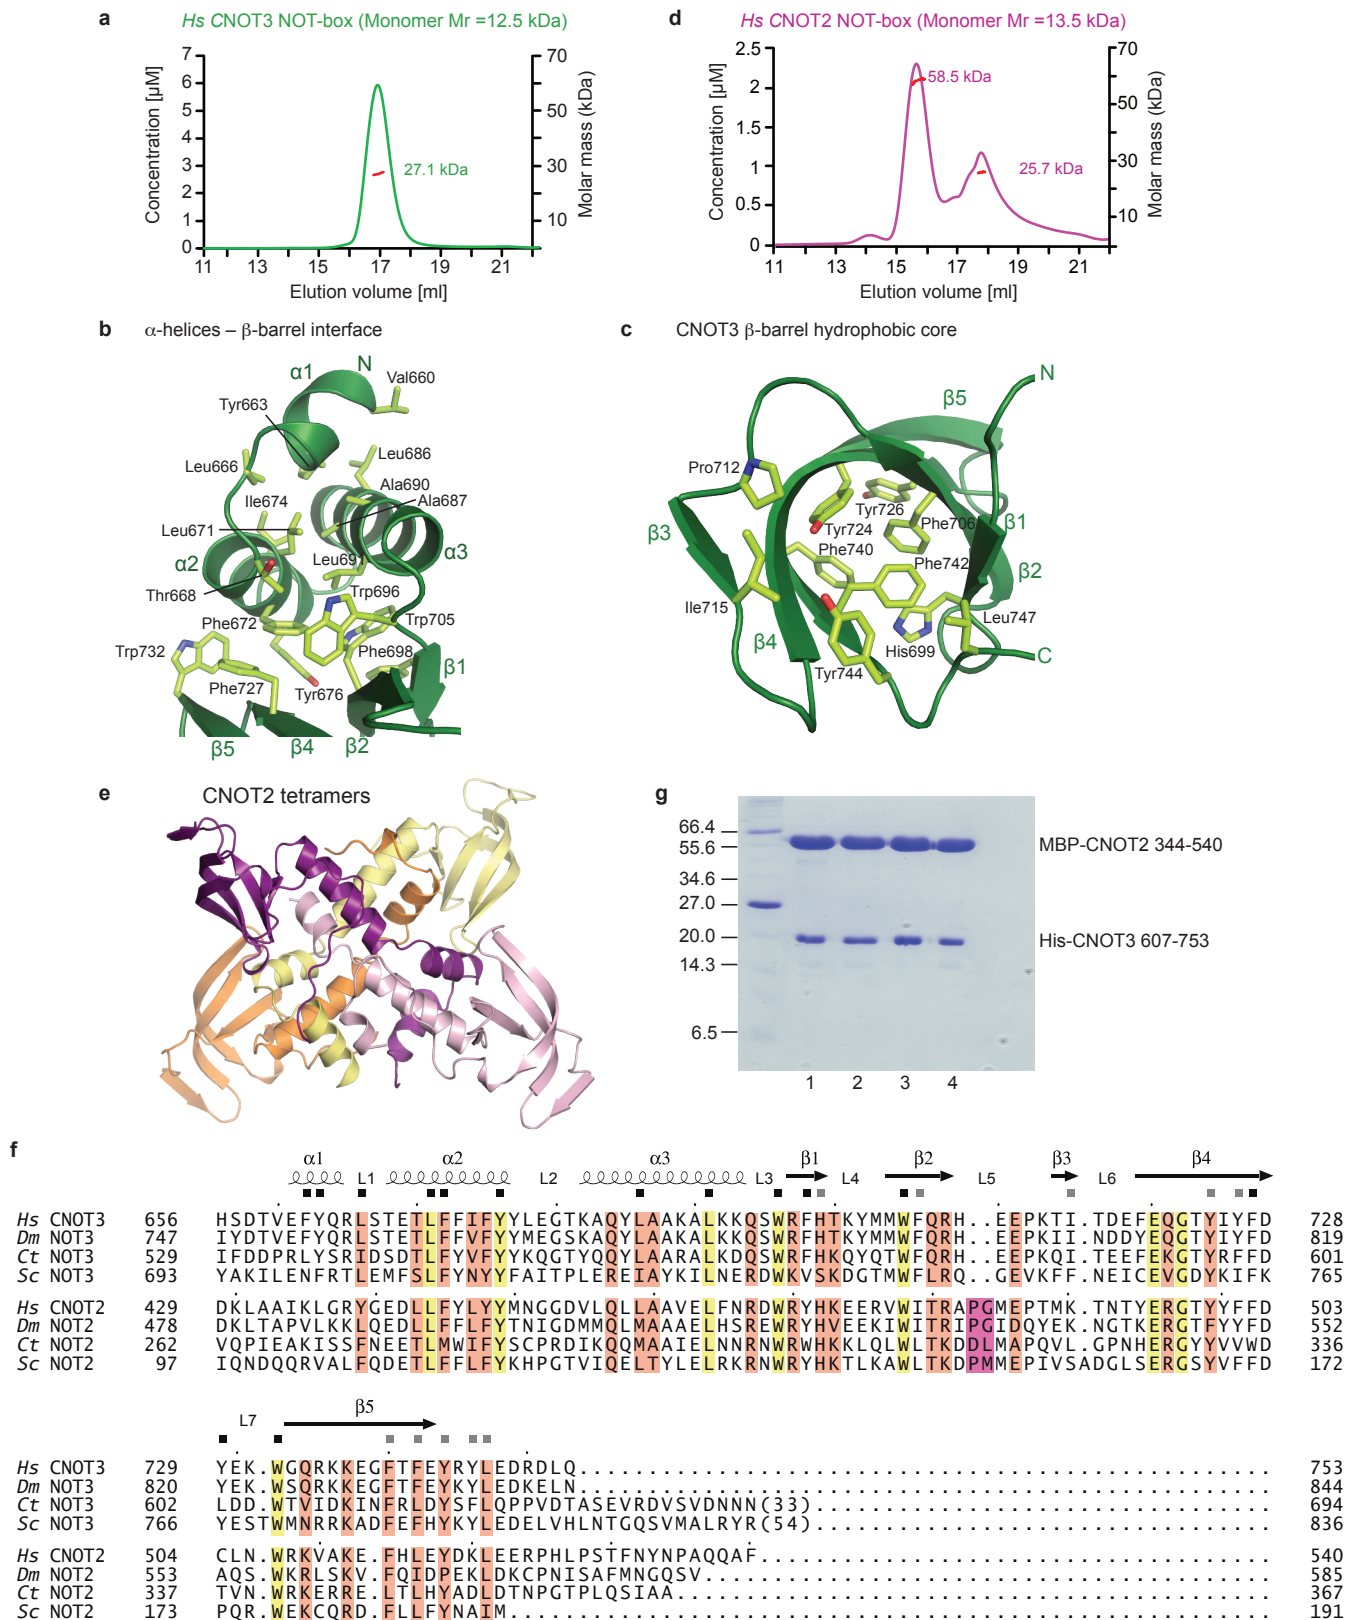 a
Hs CNOT3 NOT-box (Monomer Mr =12.5 kDa)
Concentration [µM]
7
6
5
4
3
2
1
0
70
60
50
40
30
20
10
Molar mass (kDa)
27.1 kDa
11 13 15 17 19 21
Elution volume [ml]
d
Hs CNOT2 NOT-box (Monomer Mr =13.5 kDa)
Concentration [µM]
2.5
2
1.5
1
0.5
0
70
50
30
10
Molar mass (kDa)
58.5 kDa
25.7 kDa
11 13 15 17 19 21
Elution volume [ml]
b α-helices – β-barrel interface
α1
N
Val660
Tyr663
Leu666
Leu686
Ile674
Ala690
Ala687
Leu671
α2
Leu691
α3
Thr668
Trp696
Phe672
Trp705
Trp732
Phe698
β1
Phe727
Tyr676
β5
β4
β2
c CNOT3 β-barrel hydrophobic core
N
β5
Pro712
Tyr726
Phe706
Tyr724
β1
β3
Phe740
Phe742
β2
Ile715
Leu747
β4
His699
C
Tyr744
e CNOT2 tetramers
g
66.4
55.6
34.6
27.0
20.0
14.3
6.5
MBP-CNOT2 344-540
His-CNOT3 607-753
1 2 3 4
f
α1 L1 α2 L2 α3 L3 β1 L4 β2 L5 β3 L6 β4
Hs CNOT3 656 HSDTVEFYQRLSTETLFFIFYYLEGTKAQYLAAKALKKQSWRFHTKYMMWFQRH..EEPKTI.TDEFEQGTYIYFD 728
Dm NOT3 747 IYDTVEFYQRLSTETLFFVFYYMEGSKAQYLAAKALKKQSWRFHTKYMMWFQRH..EEPKII.NDDYEQGTYIYFD 819
Ct NOT3 529 IFDDPRLYSRIDSDTLFYVFYYKQGTYQQYLAARALKDQSWRFHKQYQTWFQRH..EEPKII.TEEFEKGTYRFFD 601
Sc NOT3 693 YAKILENFRTLEMFSLFYNYYFAITPLEREIAYKILNERDWKVSKDGTMWFLRQ..GEVKFF.NEICEVGDYKIFK 765
Hs CNOT2 429 DKLAAIKLGRYGEDLLFYLYYMNGGDVLQLLAAVELFNRDWRYHKEERVWITRAPGMEPTMK.TNTYERGTYYFFD 503
Dm NOT2 478 DKLTAPVLKKLQEDLLFFLFYTNIGDMMQLMAAAELHSREWRYHVEEKIWITRIPGIDQYEK.NGTKERGTFYYFD 552
Ct NOT2 262 VQPIEAKISSFNEETLMWIFYSCPRDIKQQMAAIELNNRNWRWHKEEQLWLTKDDLMAPQVL.GPNHERGYYVVWD 336
Sc NOT2 97 IQNDQQRVALFQDETLFFLFYKHPGTVIQELTYLELRKRNWRYHKTLKAWLTKDPMMEPIVSADGLSERGSYVFFD 172
L7 β5
Hs CNOT3 729 YEK.WGQRKKEGFTFEYRYLEDRDLQ 753
Dm NOT3 820 YEK.WGQRKKEGFTFEYKYLEDKELN 844
Ct NOT3 602 LDD.WTVIDKINFRLDYSFLQPPVDTASEVRDVSVDNNN(33) 694
Sc NOT3 766 YESTWMNRRKADFEFHYKYLEDELVHLNTGQSVMALRYR(54) 836
Hs CNOT2 504 CLN.WRKVAKE.FHLEYDKLEERPHLPSTFNYNPAQQAF 540
Dm NOT2 553 AQS.WKRLSKV.FQIDPEKLDKCPNISAFMNGQSV 585
Ct NOT2 337 TVN.WRKERRE.LTLHYADLDTNPGTPLQSIAA 367
Sc NOT2 173 PQR.WEKCQRD.FLLFYNAIM 191